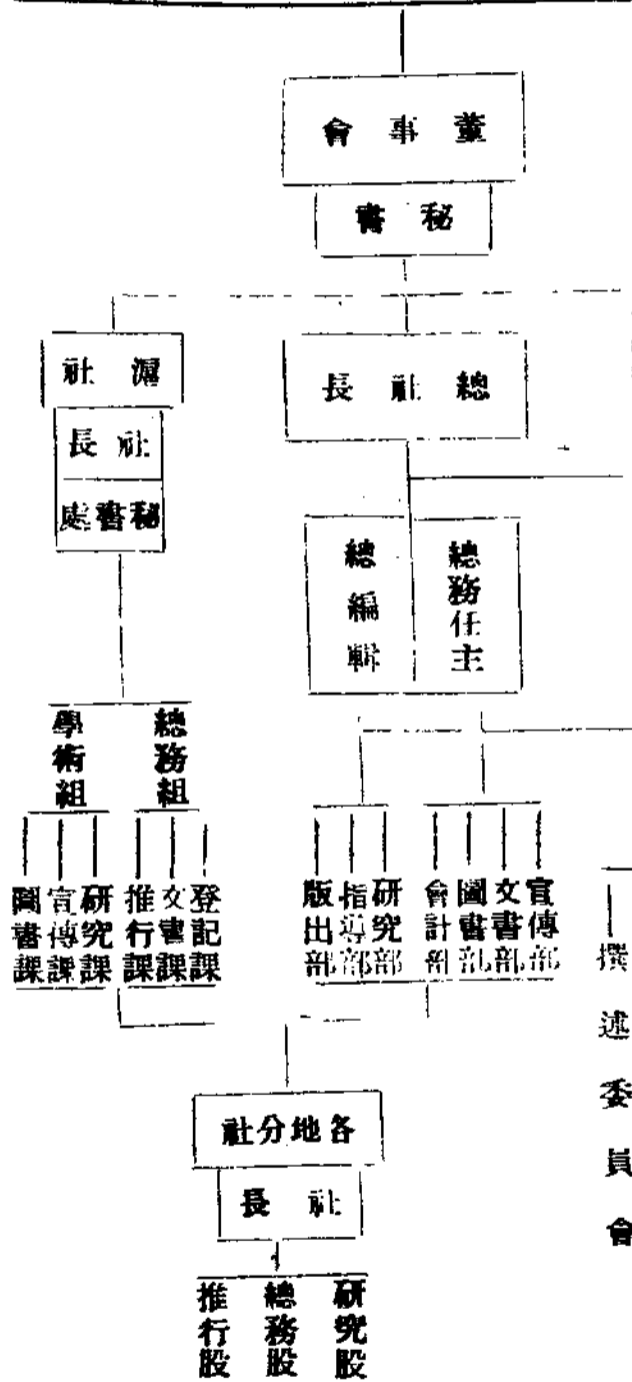 董事會
秘書
總社長
滬社
社長
秘書處
總務任主
總編輯
總務組
學術組
宣傳部
文書部
圖書部
會計部
研究部
指導部
版出部
登記課
文書課
推行課
研究課
宣傳課
圖書課
撰述委員會
各地分社
社長
研究股
總務股
推行股